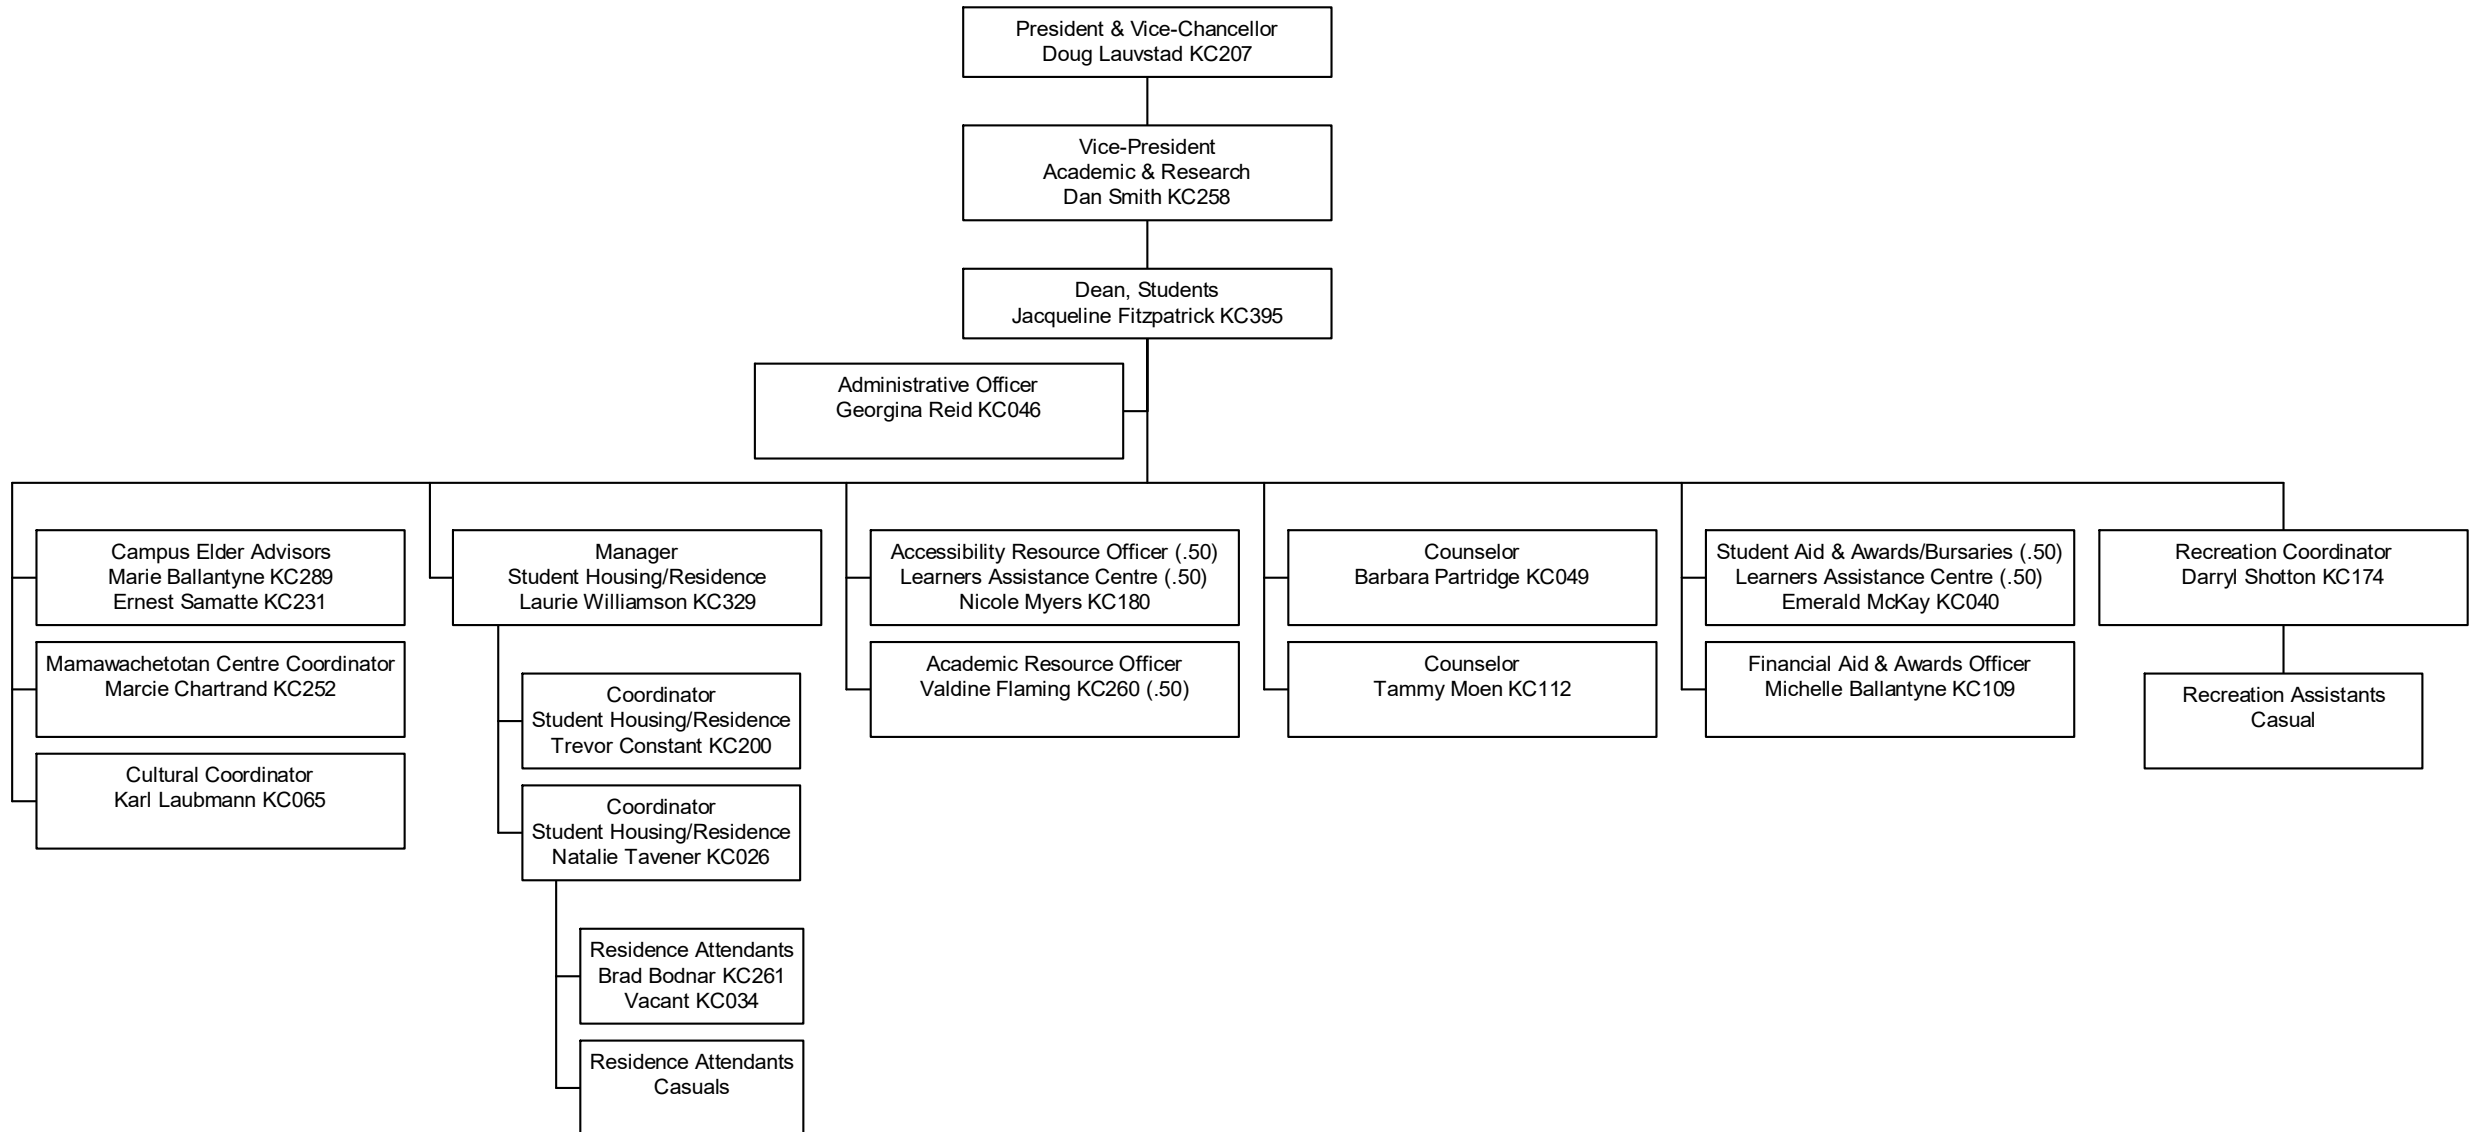 President & Vice-Chancellor
Doug Lauvstad KC207
Vice-President
Academic & Research
Dan Smith KC258
Dean, Students
Jacqueline Fitzpatrick KC395
Administrative Officer
Georgina Reid KC046
Campus Elder Advisors
Marie Ballantyne KC289
Ernest Samatte KC231
Mamawachetotan Centre Coordinator
Marcie Chartrand KC252
Cultural Coordinator
Karl Laubmann KC065
Manager
Student Housing/Residence
Laurie Williamson KC329
Coordinator
Student Housing/Residence
Trevor Constant KC200
Coordinator
Student Housing/Residence
Natalie Tavener KC026
Residence Attendants
Brad Bodnar KC261
Vacant KC034
Residence Attendants
Casuals
Accessibility Resource Officer (.50)
Learners Assistance Centre (.50)
Nicole Myers KC180
Academic Resource Officer
Valdine Flaming KC260 (.50)
Counselor
Barbara Partridge KC049
Counselor
Tammy Moen KC112
Student Aid & Awards/Bursaries (.50)
Learners Assistance Centre (.50)
Emerald McKay KC040
Financial Aid & Awards Officer
Michelle Ballantyne KC109
Recreation Coordinator
Darryl Shotton KC174
Recreation Assistants
Casual